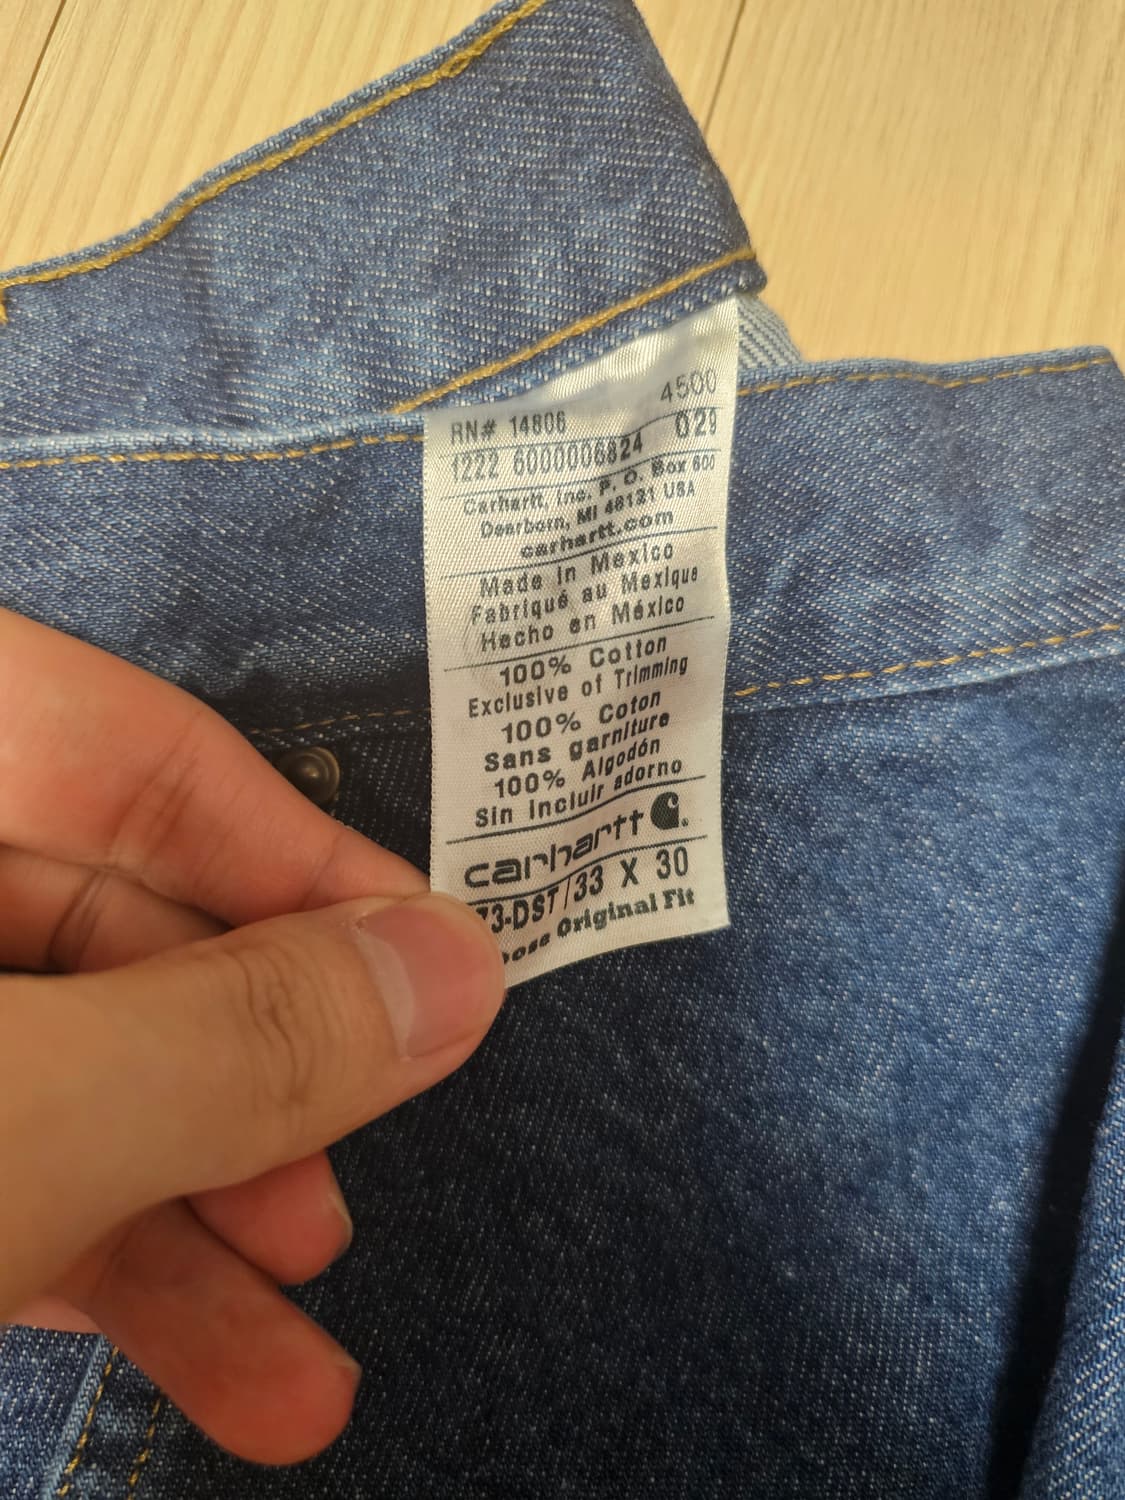 4500
RN# 14806 029
1222 6000006824
Carhartt, Inc. P. O. Box 600
Dearborn, MI 48121 USA
carhartt.com
Made in Mexico
Fabriqué au Mexique
Hecho en México
100% Cotton
Exclusive of Trimming
100% Coton
Sans garniture
100% Algodón
Sin incluir adorno
carhartt
73-DST/33 X 30
Original Fit